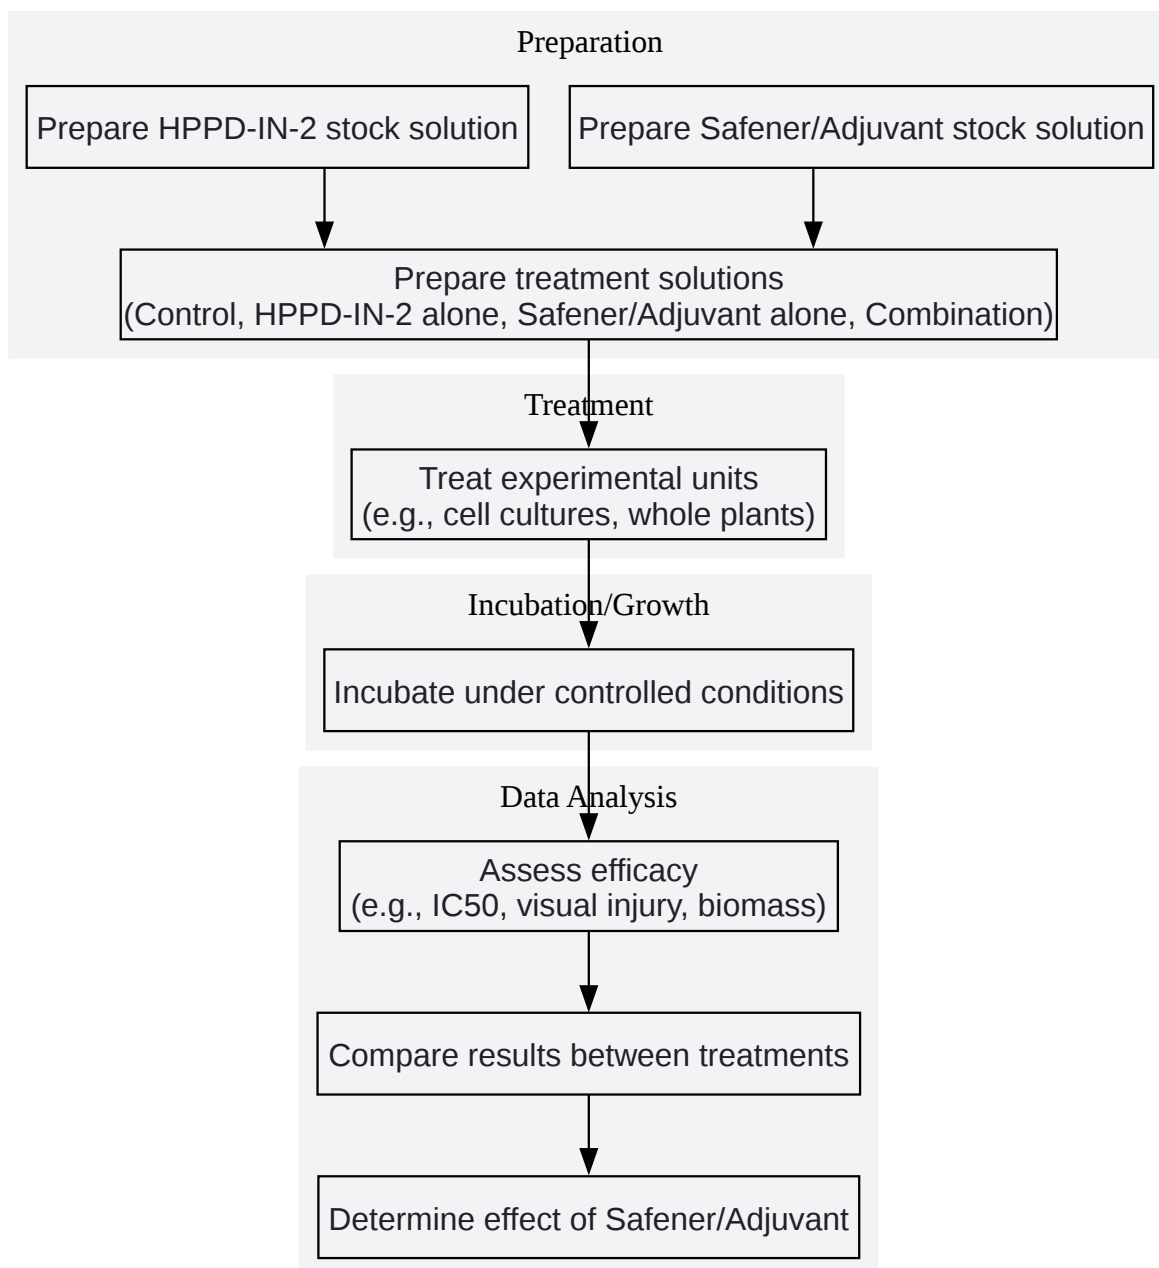 Preparation
Prepare HPPD-IN-2 stock solution
Prepare Safener/Adjuvant stock solution
Prepare treatment solutions
(Control, HPPD-IN-2 alone, Safener/Adjuvant alone, Combination)
Treatment
Treat experimental units
(e.g., cell cultures, whole plants)
Incubation/Growth
Incubate under controlled conditions
Data Analysis
Assess efficacy
(e.g., IC50, visual injury, biomass)
Compare results between treatments
Determine effect of Safener/Adjuvant